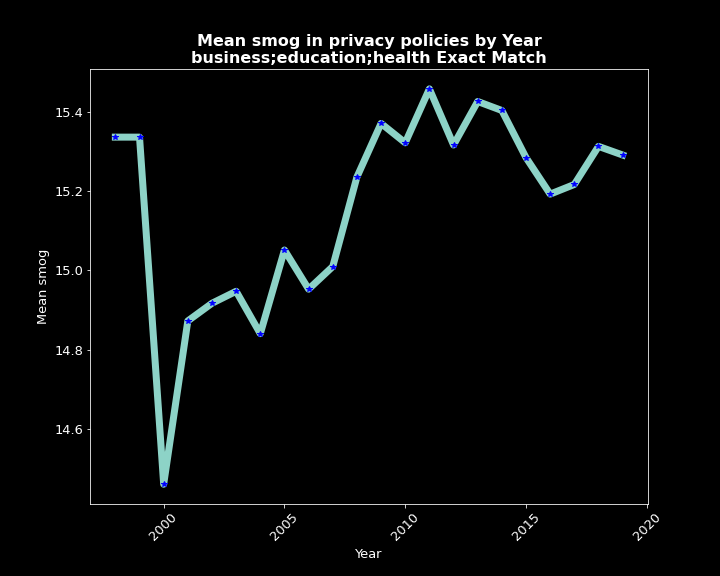 Mean smog in privacy policies by Year
business;education;health Exact Match
15.4
15.2
15.0
14.8
14.6
Mean smog
2000
2005
2010
2015
2020
Year